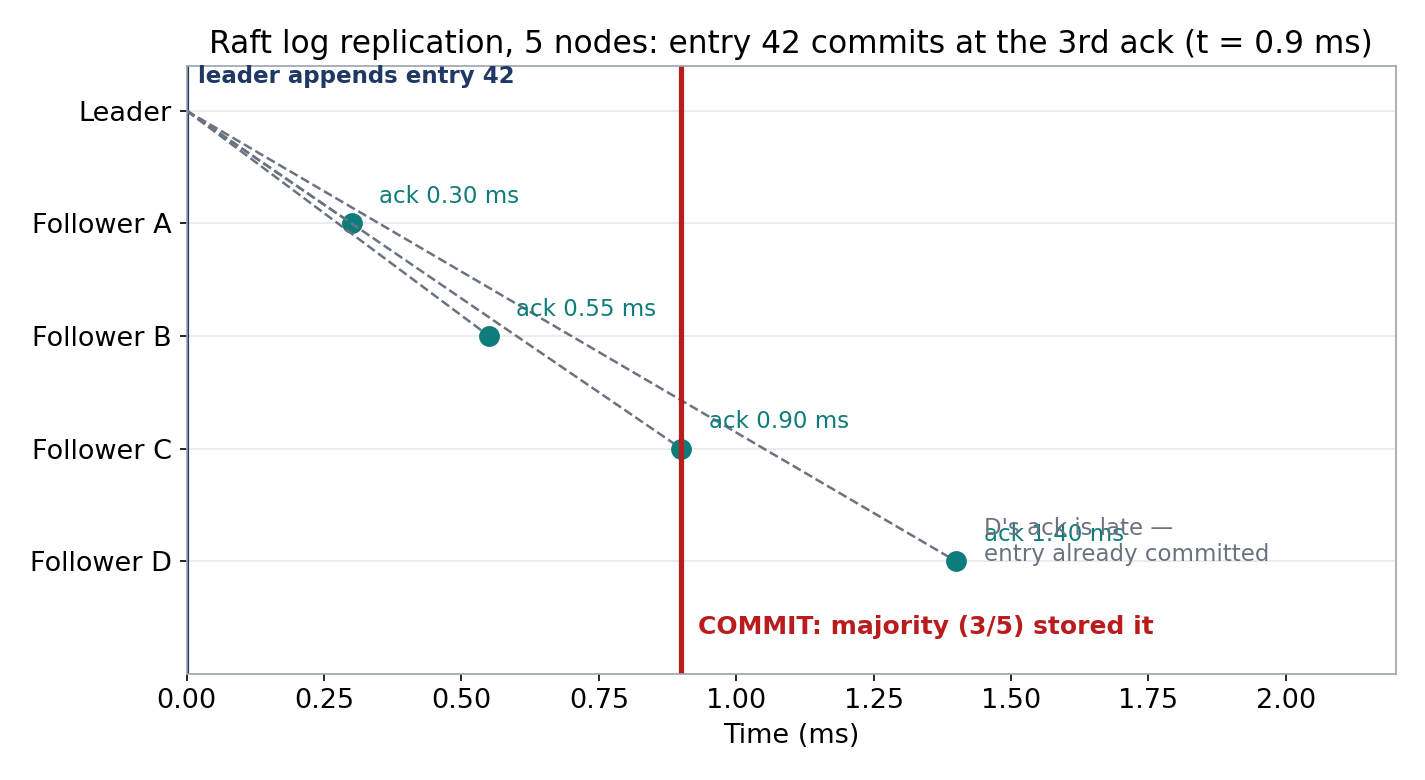 Raft log replication, 5 nodes: entry 42 commits at the 3rd ack (t = 0.9 ms)
leader appends entry 42
Leader
ack 0.30 ms
Follower A
ack 0.55 ms
Follower B
ack 0.90 ms
Follower C
D's ack is late —
ack 1.40 ms
entry already committed
Follower D
COMMIT: majority (3/5) stored it
0.00 0.25 0.50 0.75 1.00 1.25 1.50 1.75 2.00
Time (ms)